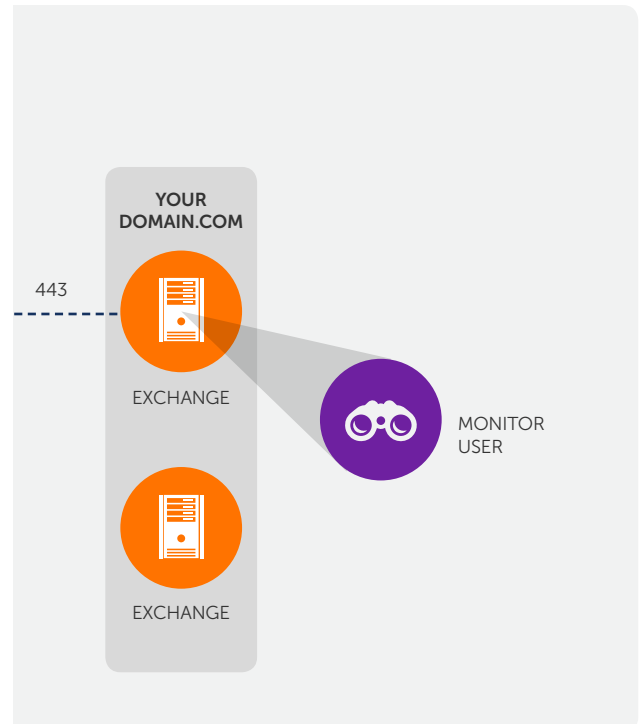 YOUR
DOMAIN.COM
443
EXCHANGE
MONITOR
USER
EXCHANGE